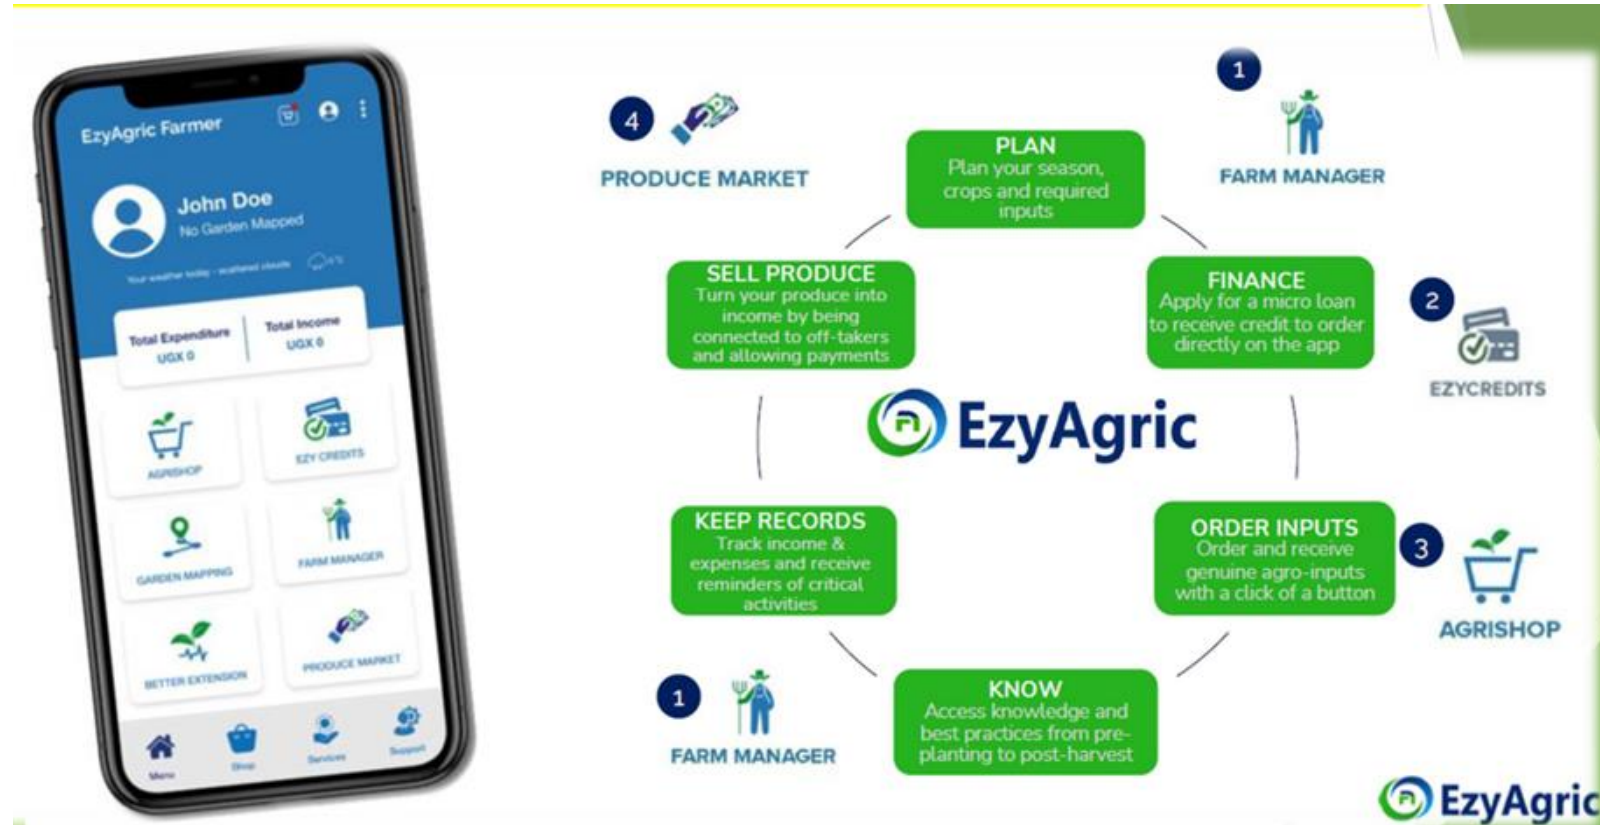 EzyAgric Farmer
John Doe
No Garden Mapped
Your weather today - scattered clouds
Total Expenditure
UGX 0
Total Income
UGX 0
AGRISHOP
EZY CREDITS
GARDEN MAPPING
FARM MANAGER
BETTER EXTENSION
PRODUCE MARKET
Menu
Shop
Services
Support
4
PRODUCE MARKET
1
FARM MANAGER
PLAN
Plan your season,
crops and required
inputs
SELL PRODUCE
Turn your produce into
income by being
connected to off-takers
and allowing payments
FINANCE
Apply for a micro loan
to receive credit to order
directly on the app
2
EZYCREDITS
EzyAgric
KEEP RECORDS
Track income &
expenses and receive
reminders of critical
activities
ORDER INPUTS
Order and receive
genuine agro-inputs
with a click of a button
3
AGRISHOP
1
FARM MANAGER
KNOW
Access knowledge and
best practices from pre-
planting to post-harvest
EzyAgric